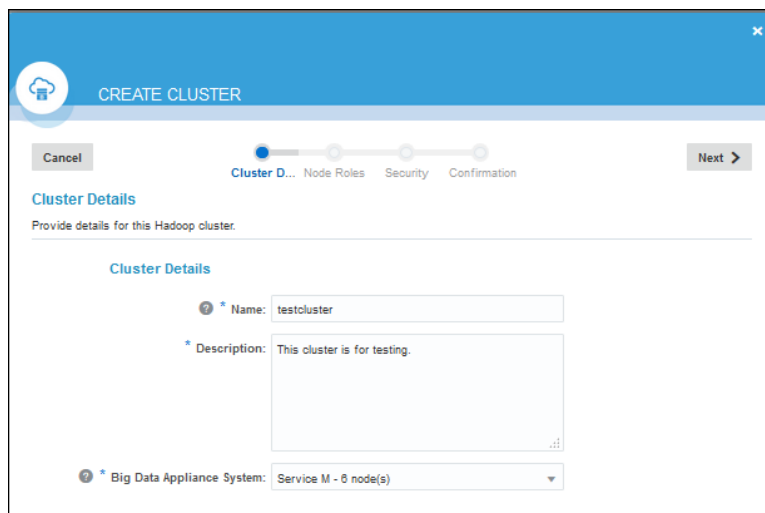 CREATE CLUSTER
Cancel
Next
Cluster D... Node Roles Security Confirmation
Cluster Details
Provide details for this Hadoop cluster.
Cluster Details
? * Name: testcluster
* Description: This cluster is for testing.
? * Big Data Appliance System: Service M - 6 node(s)